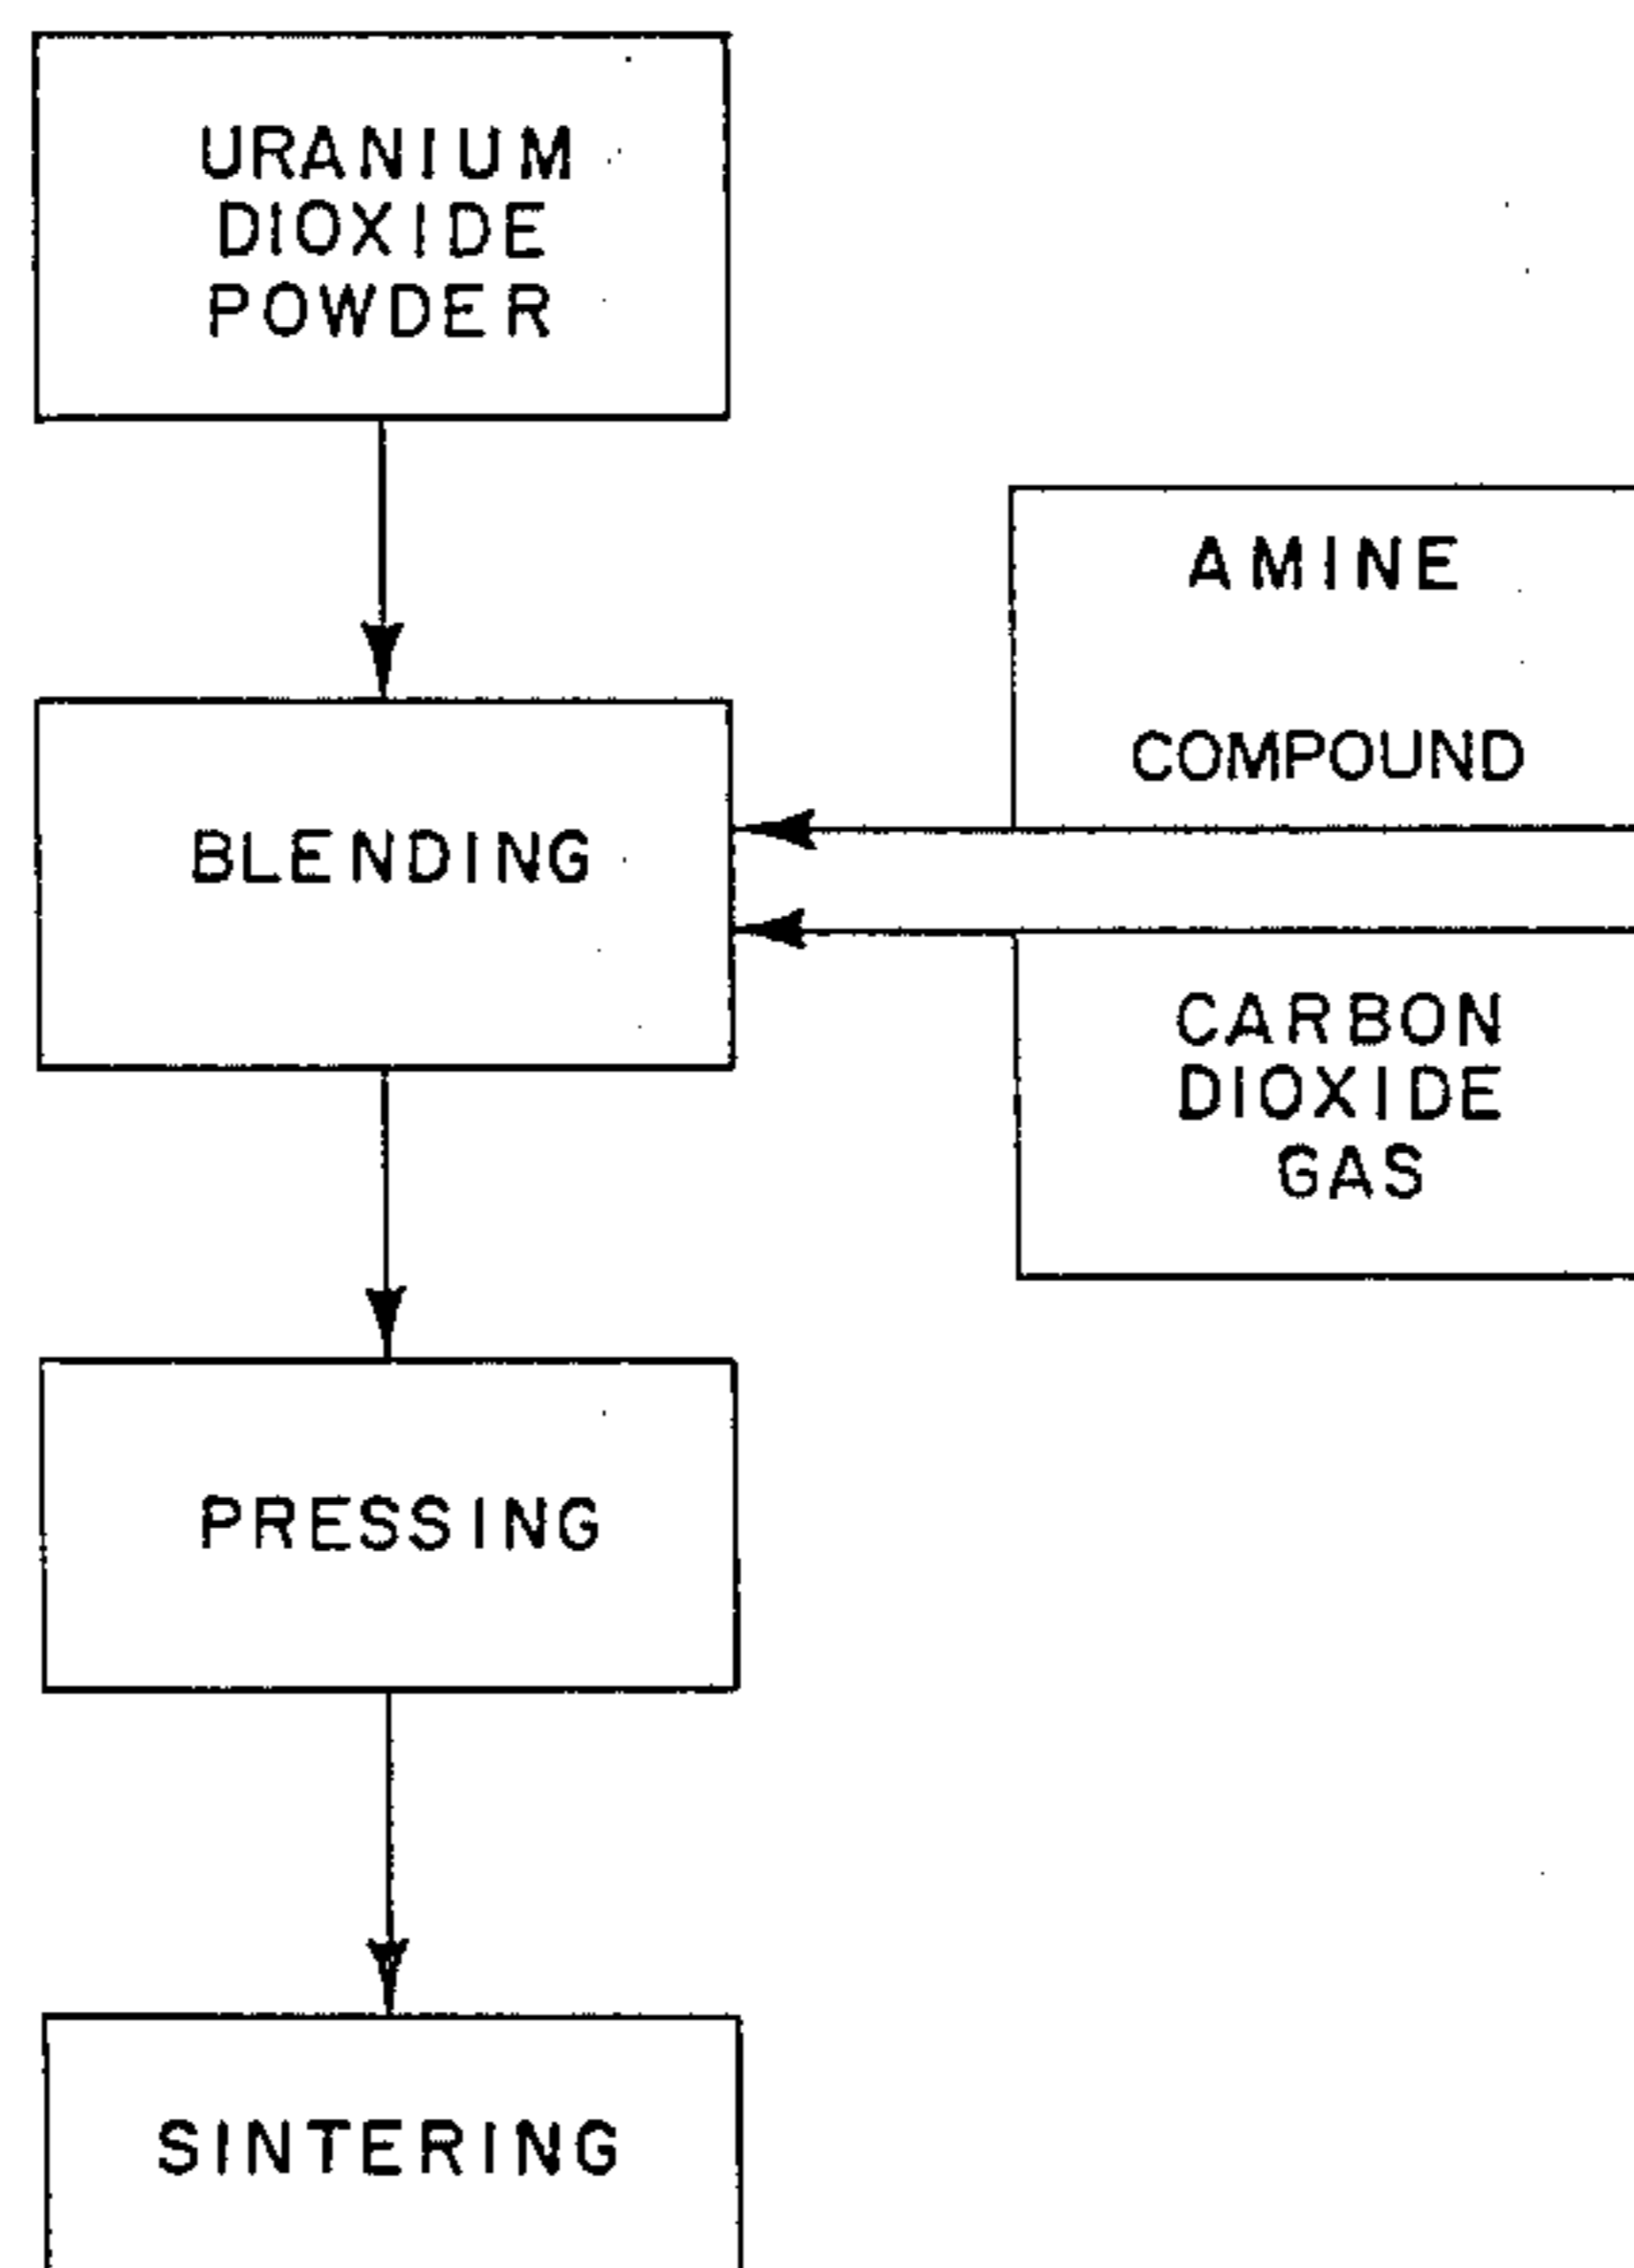 URANIUM
DIOXIDE
POWDER
AMINE
COMPOUND
BLENDING
CARBON
DIOXIDE
GAS
PRESSING
SINTERING